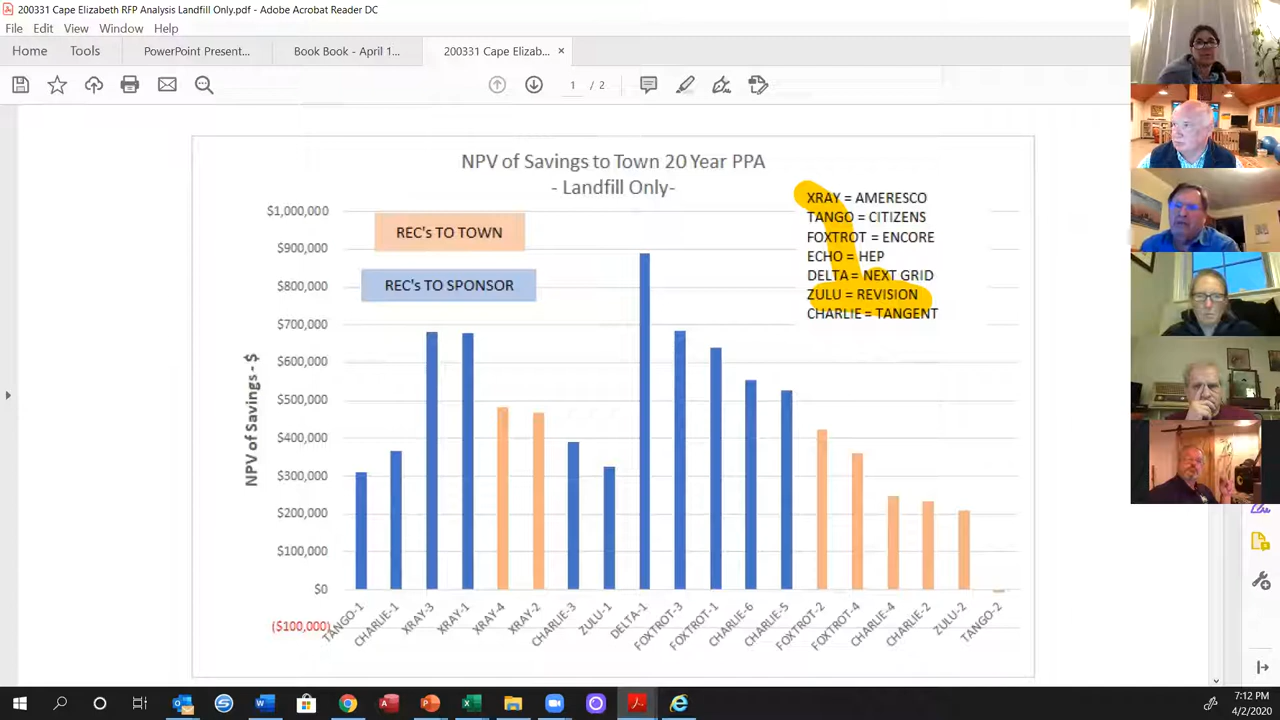 200331 Cape Elizabeth RFP Analysis Landfill Only.pdf - Adobe Acrobat Reader DC
File Edit View Window Help
Home Tools PowerPoint Present... Book Book - April 1... 200331 Cape Elizab... ×
1 / 2
NPV of Savings to Town 20 Year PPA
- Landfill Only-
REC's TO TOWN
REC's TO SPONSOR
XRAY = AMERESCO
TANGO = CITIZENS
FOXTROT = ENCORE
ECHO = HEP
DELTA = NEXT GRID
ZULU = REVISION
CHARLIE = TANGENT
NPV of Savings - $
$1,000,000
$900,000
$800,000
$700,000
$600,000
$500,000
$400,000
$300,000
$200,000
$100,000
$0
($100,000)
TANGO-1
CHARLIE-1
XRAY-3
XRAY-1
XRAY-4
XRAY-2
CHARLIE-3
ZULU-1
DELTA-1
FOXTROT-3
FOXTROT-1
CHARLIE-6
CHARLIE-5
FOXTROT-2
FOXTROT-4
CHARLIE-4
CHARLIE-2
ZULU-2
TANGO-2
7:12 PM
4/2/2020